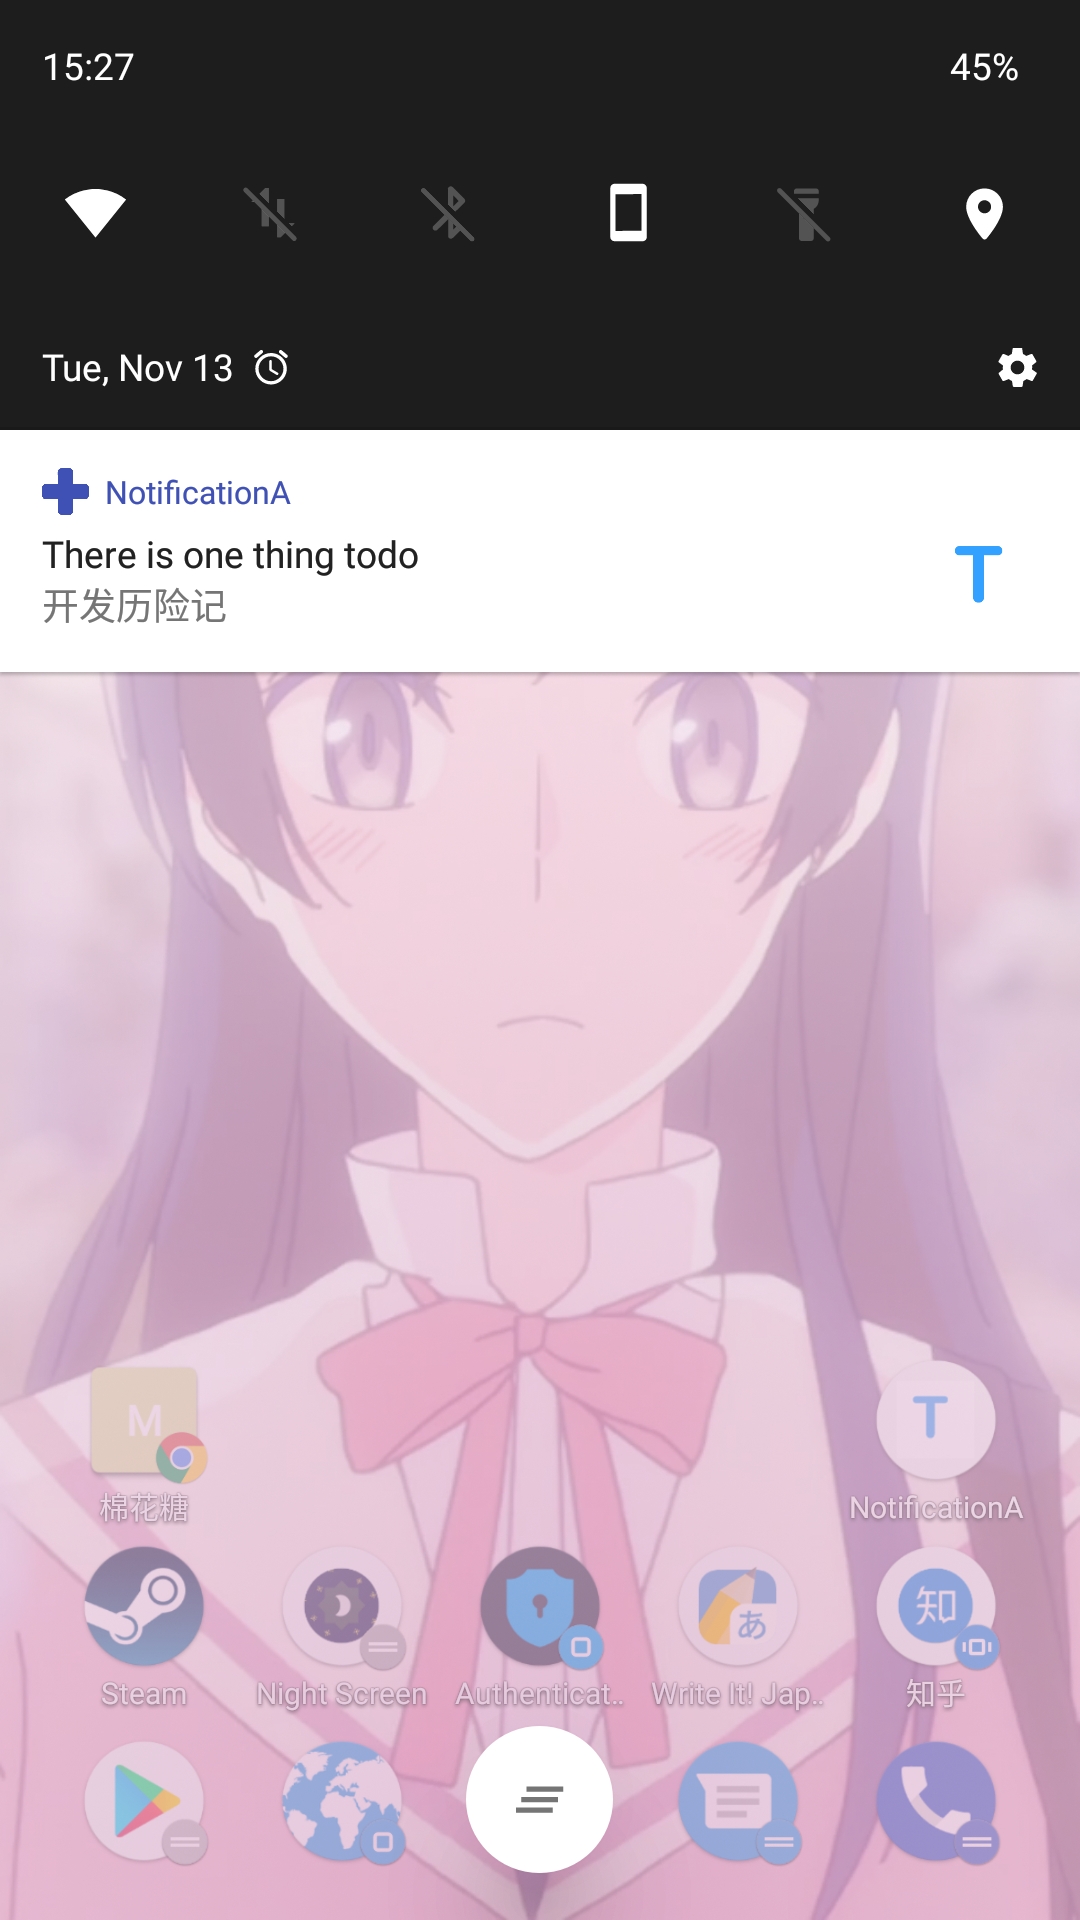 15:27 45%
Tue, Nov 13
NotificationA
There is one thing todo
开发历险记
T
M
T
棉花糖 NotificationA
知
あ
Steam Night Screen Authenticat.. Write It! Jap.. 知乎